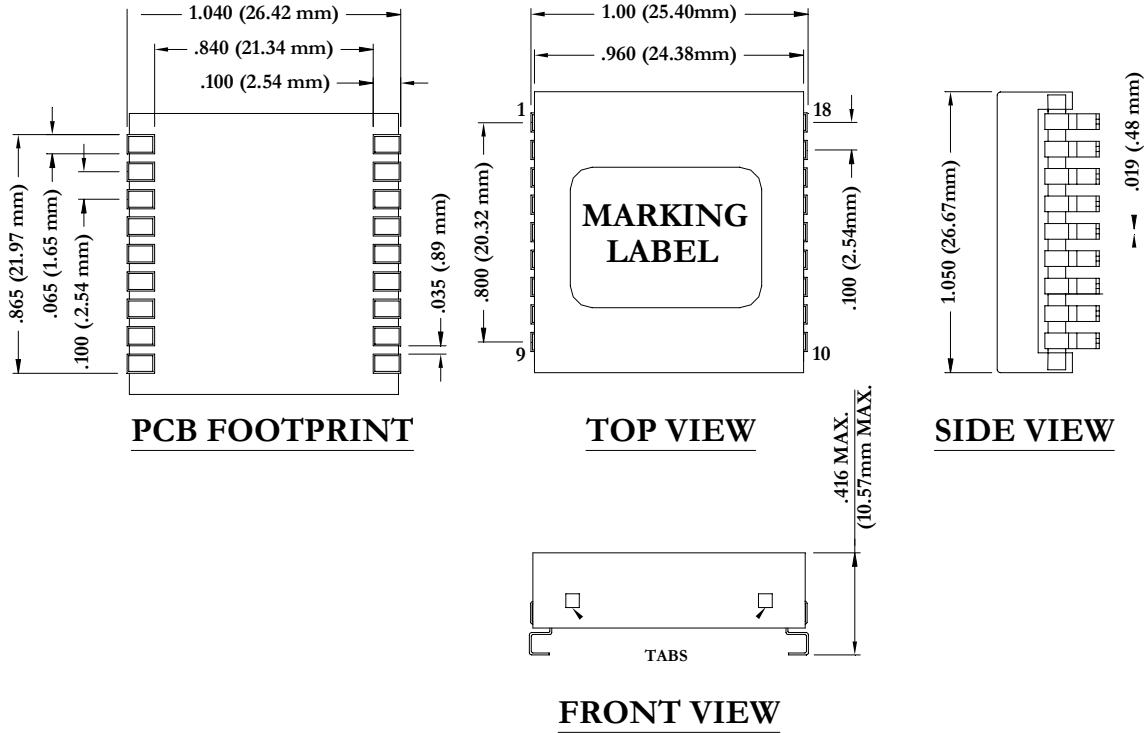 1.040 (26.42 mm)
.840 (21.34 mm)
.100 (2.54 mm)
.865 (21.97 mm)
.065 (1.65 mm)
.100 (.2.54 mm)
.035 (.89 mm)
PCB FOOTPRINT
1.00 (25.40mm)
.960 (24.38mm)
1
18
.800 (20.32 mm)
MARKING
LABEL
.100 (2.54mm)
9
10
TOP VIEW
1.050 (26.67mm)
.019 (.48 mm)
SIDE VIEW
.416 MAX.
(10.57mm MAX.
TABS
FRONT VIEW